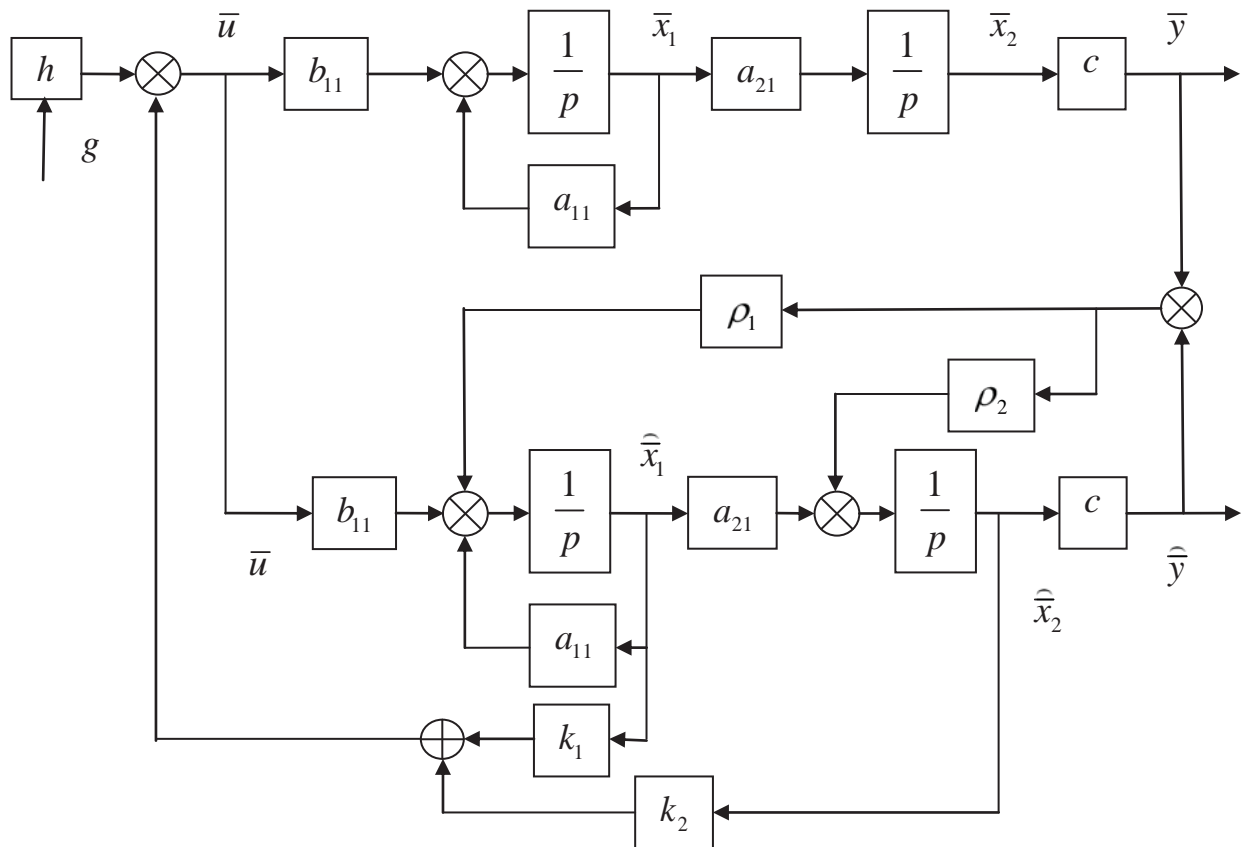 u̅ x̅₁ x̅₂ y̅
h b₁₁ 1/p a₂₁ 1/p c
g
a₁₁
ρ₁
ρ₂
x̅̂₁
b₁₁ 1/p a₂₁ 1/p c
u̅ y̅̂
x̅̂₂
a₁₁
k₁
k₂